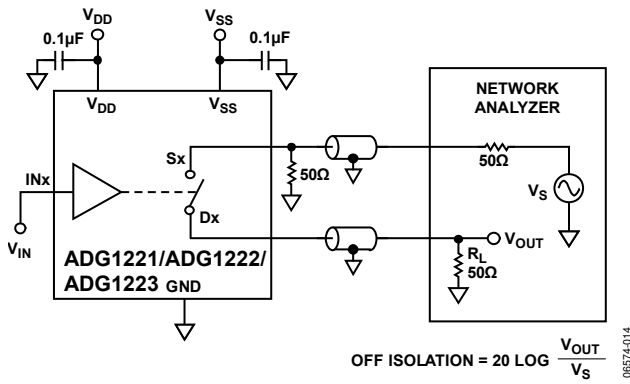 VDD
VSS
0.1µF
0.1µF
VDD
VSS
NETWORK
ANALYZER
Sx
50Ω
50Ω
INx
VS
Dx
VOUT
VIN
RL
50Ω
ADG1221/ADG1222/
ADG1223 GND
OFF ISOLATION = 20 LOG VOUT
VS
06574-014